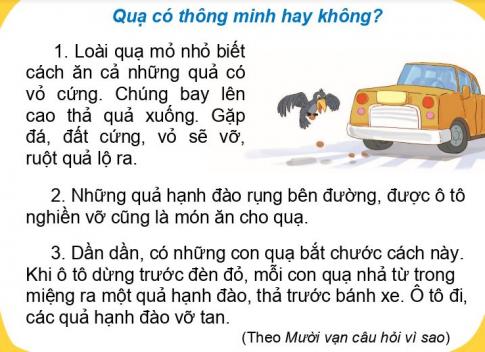 Quạ có thông minh hay không?
1. Loài quạ mỏ nhỏ biết
cách ăn cả những quả có
vỏ cứng. Chúng bay lên
cao thả quả xuống. Gặp
đá, đất cứng, vỏ sẽ vỡ,
ruột quả lộ ra.
2. Những quả hạnh đào rụng bên đường, được ô tô
nghiền vỡ cũng là món ăn cho quạ.
3. Dần dần, có những con quạ bắt chước cách này.
Khi ô tô dừng trước đèn đỏ, mỗi con quạ nhả từ trong
miệng ra một quả hạnh đào, thả trước bánh xe. Ô tô đi,
các quả hạnh đào vỡ tan.
(Theo Mười vạn câu hỏi vì sao)